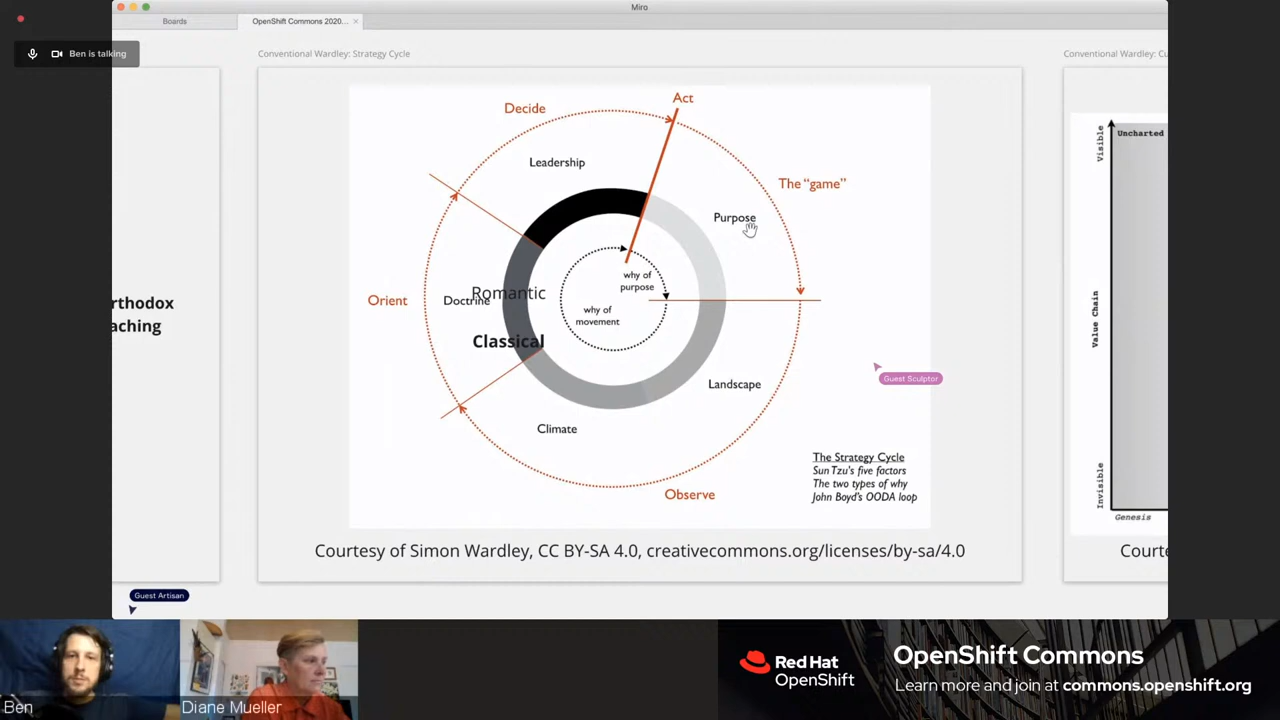 Miro
Boards
OpenShift Commons 2020...
Ben is talking
Conventional Wardley: Strategy Cycle
Conventional Wardley: Cu
rthodox
aching
Decide
Act
Leadership
The "game"
Purpose
why of
purpose
why of
movement
Orient
Doctrine
Romantic
Classical
Landscape
Climate
Observe
Guest Sculptor
The Strategy Cycle
Sun Tzu's five factors
The two types of why
John Boyd's OODA loop
Courtesy of Simon Wardley, CC BY-SA 4.0, creativecommons.org/licenses/by-sa/4.0
Visible
Uncharted
Value Chain
Invisible
Genesis
Courte
Guest Artisan
Ben
Diane Mueller
Red Hat
OpenShift
OpenShift Commons
Learn more and join at commons.openshift.org